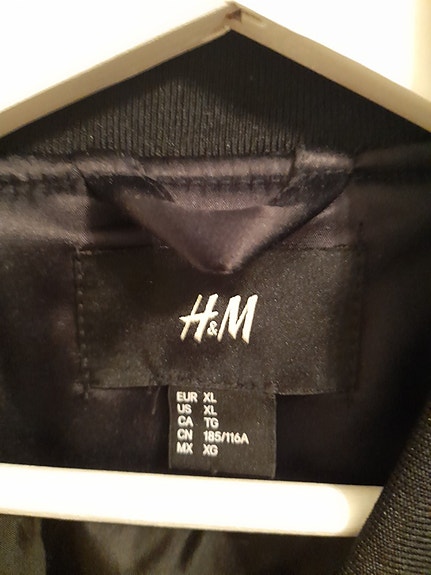 H&M
EUR XL
US XL
CA TG
CN 185/116A
MX XG